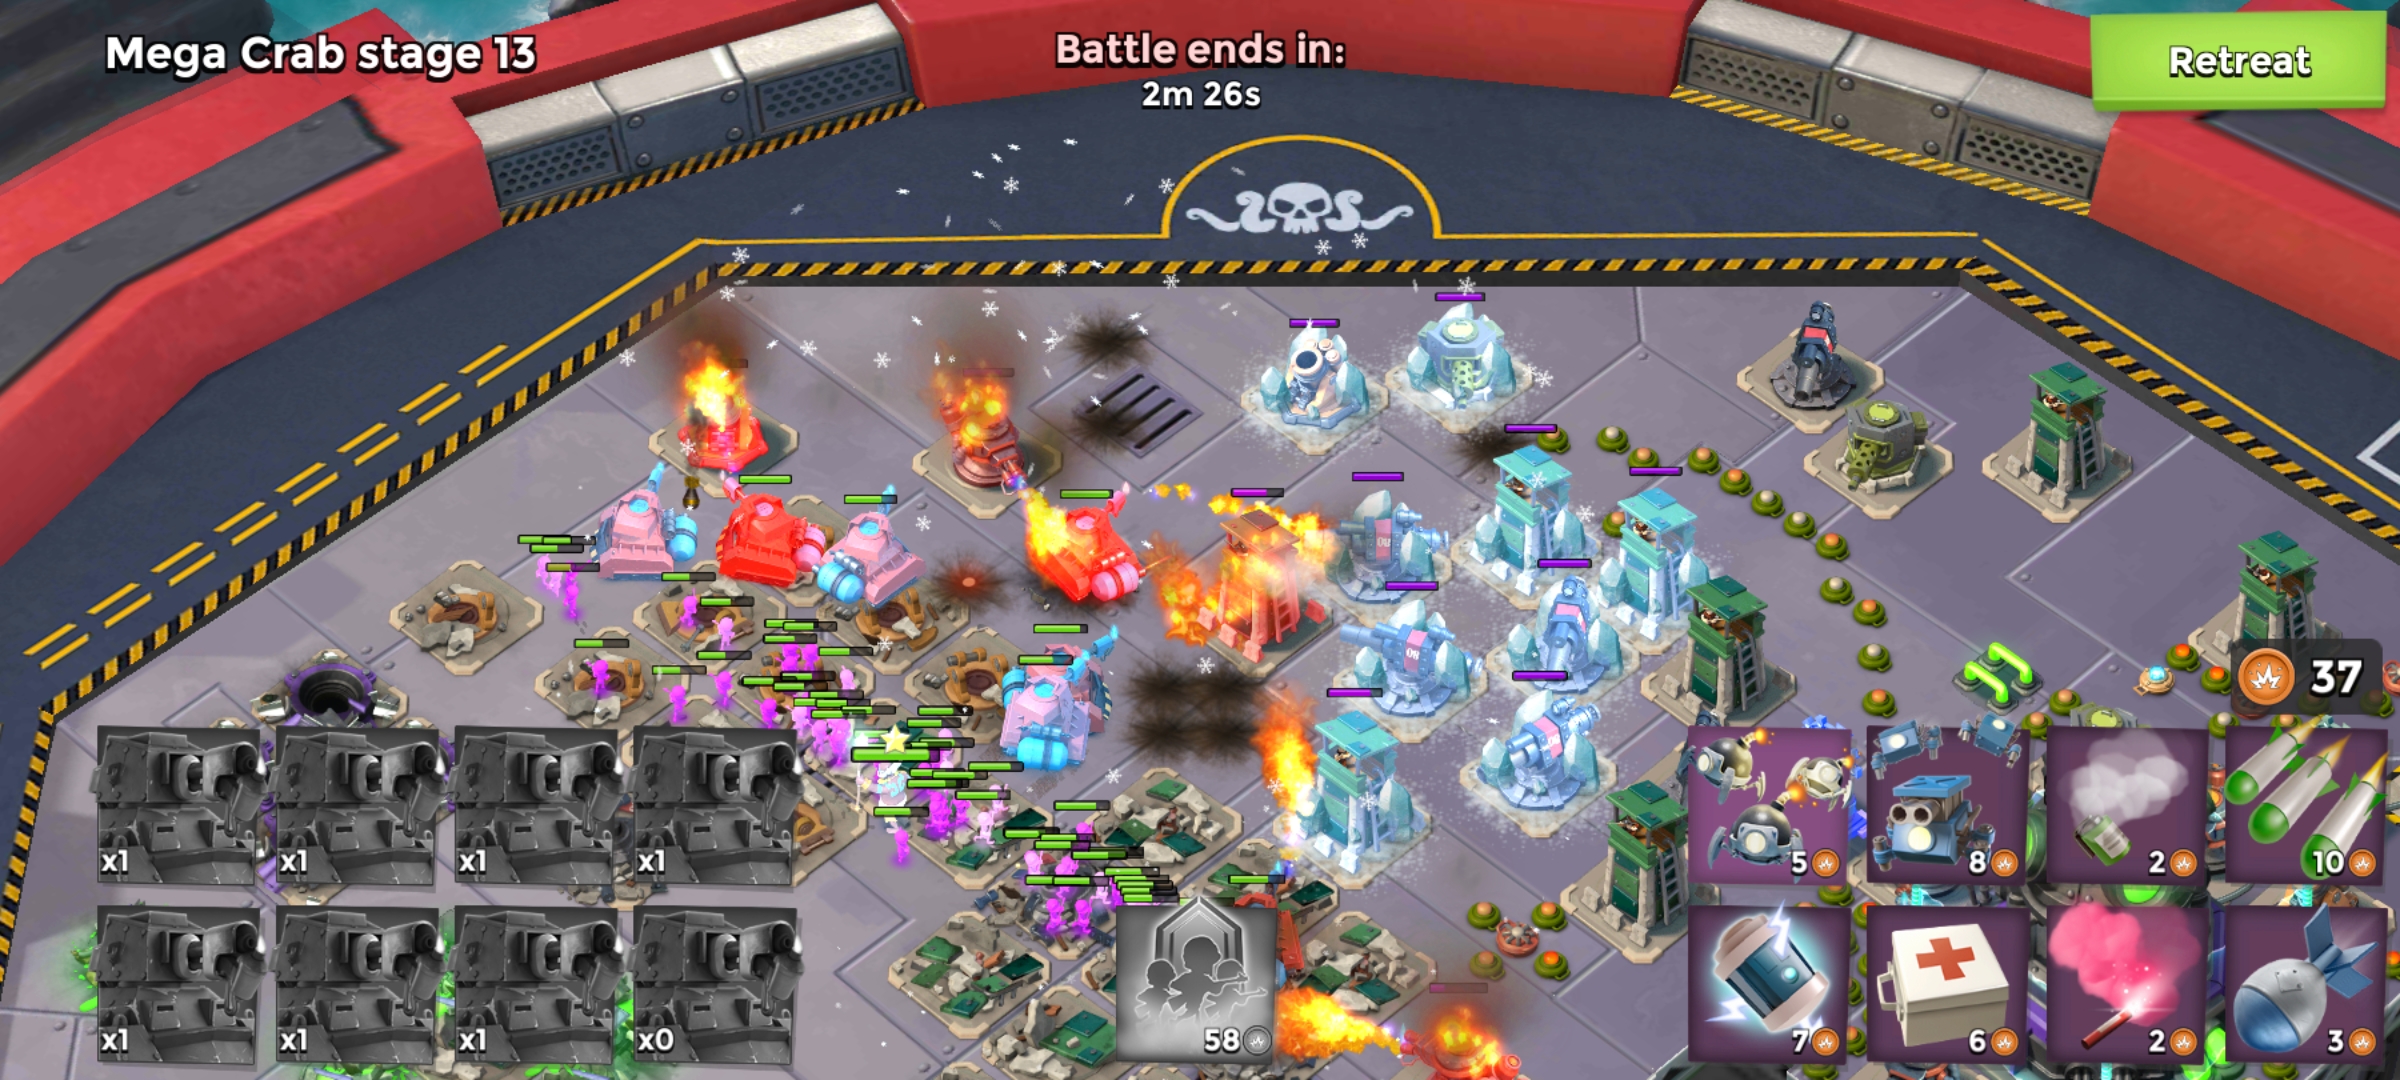 Mega Crab stage 13
Battle ends in:
2m 26s
Retreat
37
x1
x1
x1
x1
5
8
2
10
x1
x1
x1
x0
58
7
6
2
3